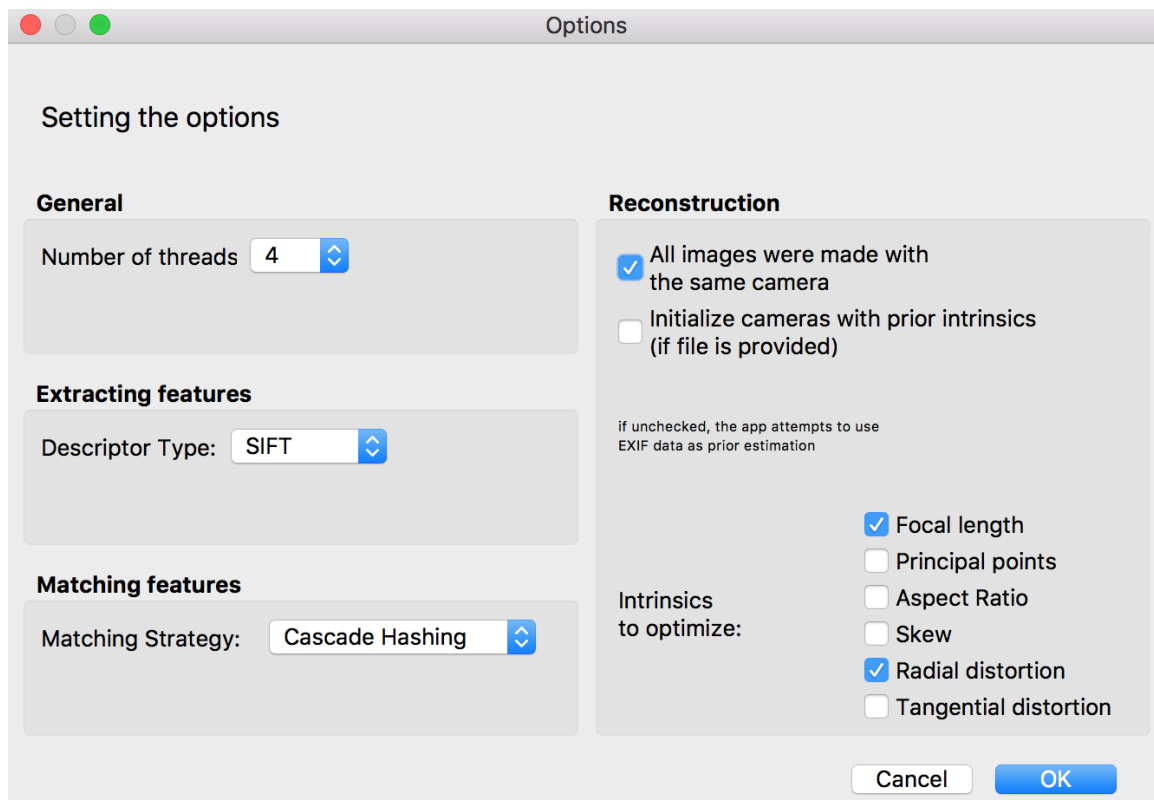 Options
Setting the options
General
Number of threads 4
Extracting features
Descriptor Type: SIFT
Matching features
Matching Strategy: Cascade Hashing
Reconstruction
All images were made with
the same camera
Initialize cameras with prior intrinsics
(if file is provided)
if unchecked, the app attempts to use
EXIF data as prior estimation
Intrinsics
to optimize:
Focal length
Principal points
Aspect Ratio
Skew
Radial distortion
Tangential distortion
Cancel
OK